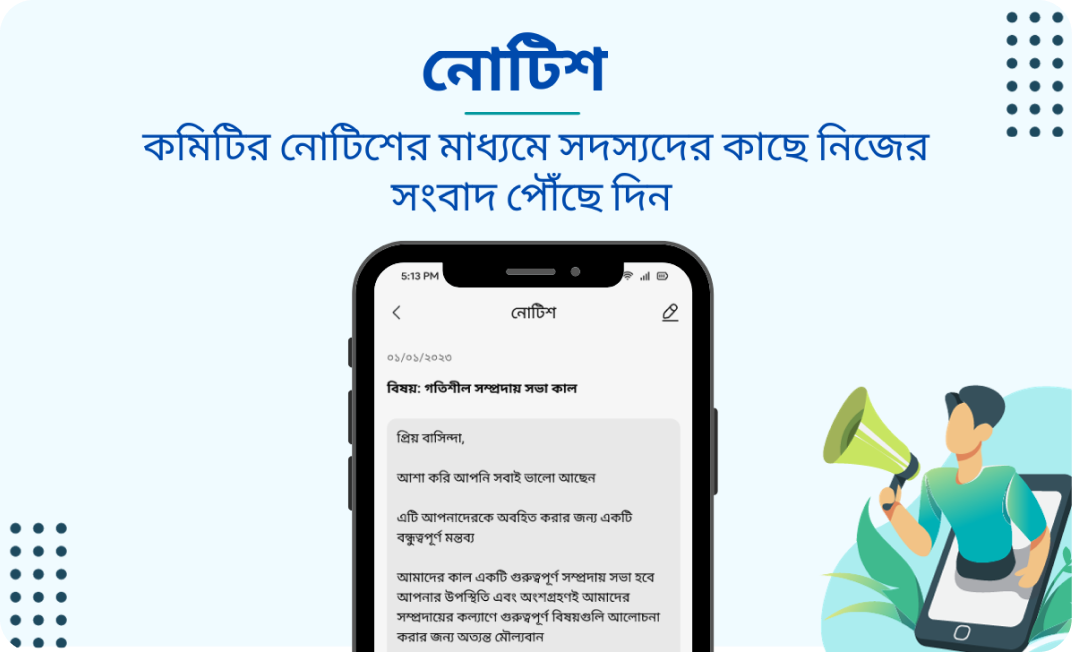 নোটিশ
কমিটির নোটিশের মাধ্যমে সদস্যদের কাছে নিজের
সংবাদ পৌঁছে দিন
5:13 PM
নোটিশ
০১/০১/২০২৩
বিষয়: গতিশীল সম্প্রদায় সভা কাল
প্রিয় বাসিন্দা,
আশা করি আপনি সবাই ভালো আছেন
এটি আপনাদেরকে অবহিত করার জন্য একটি
বন্ধুত্বপূর্ণ মন্তব্য
আমাদের কাল একটি গুরুত্বপূর্ণ সম্প্রদায় সভা হবে
আপনার উপস্থিতি এবং অংশগ্রহণই আমাদের
সম্প্রদায়ের কল্যাণে গুরুত্বপূর্ণ বিষয়গুলি আলোচনা
করার জন্য অত্যন্ত মৌল্যবান